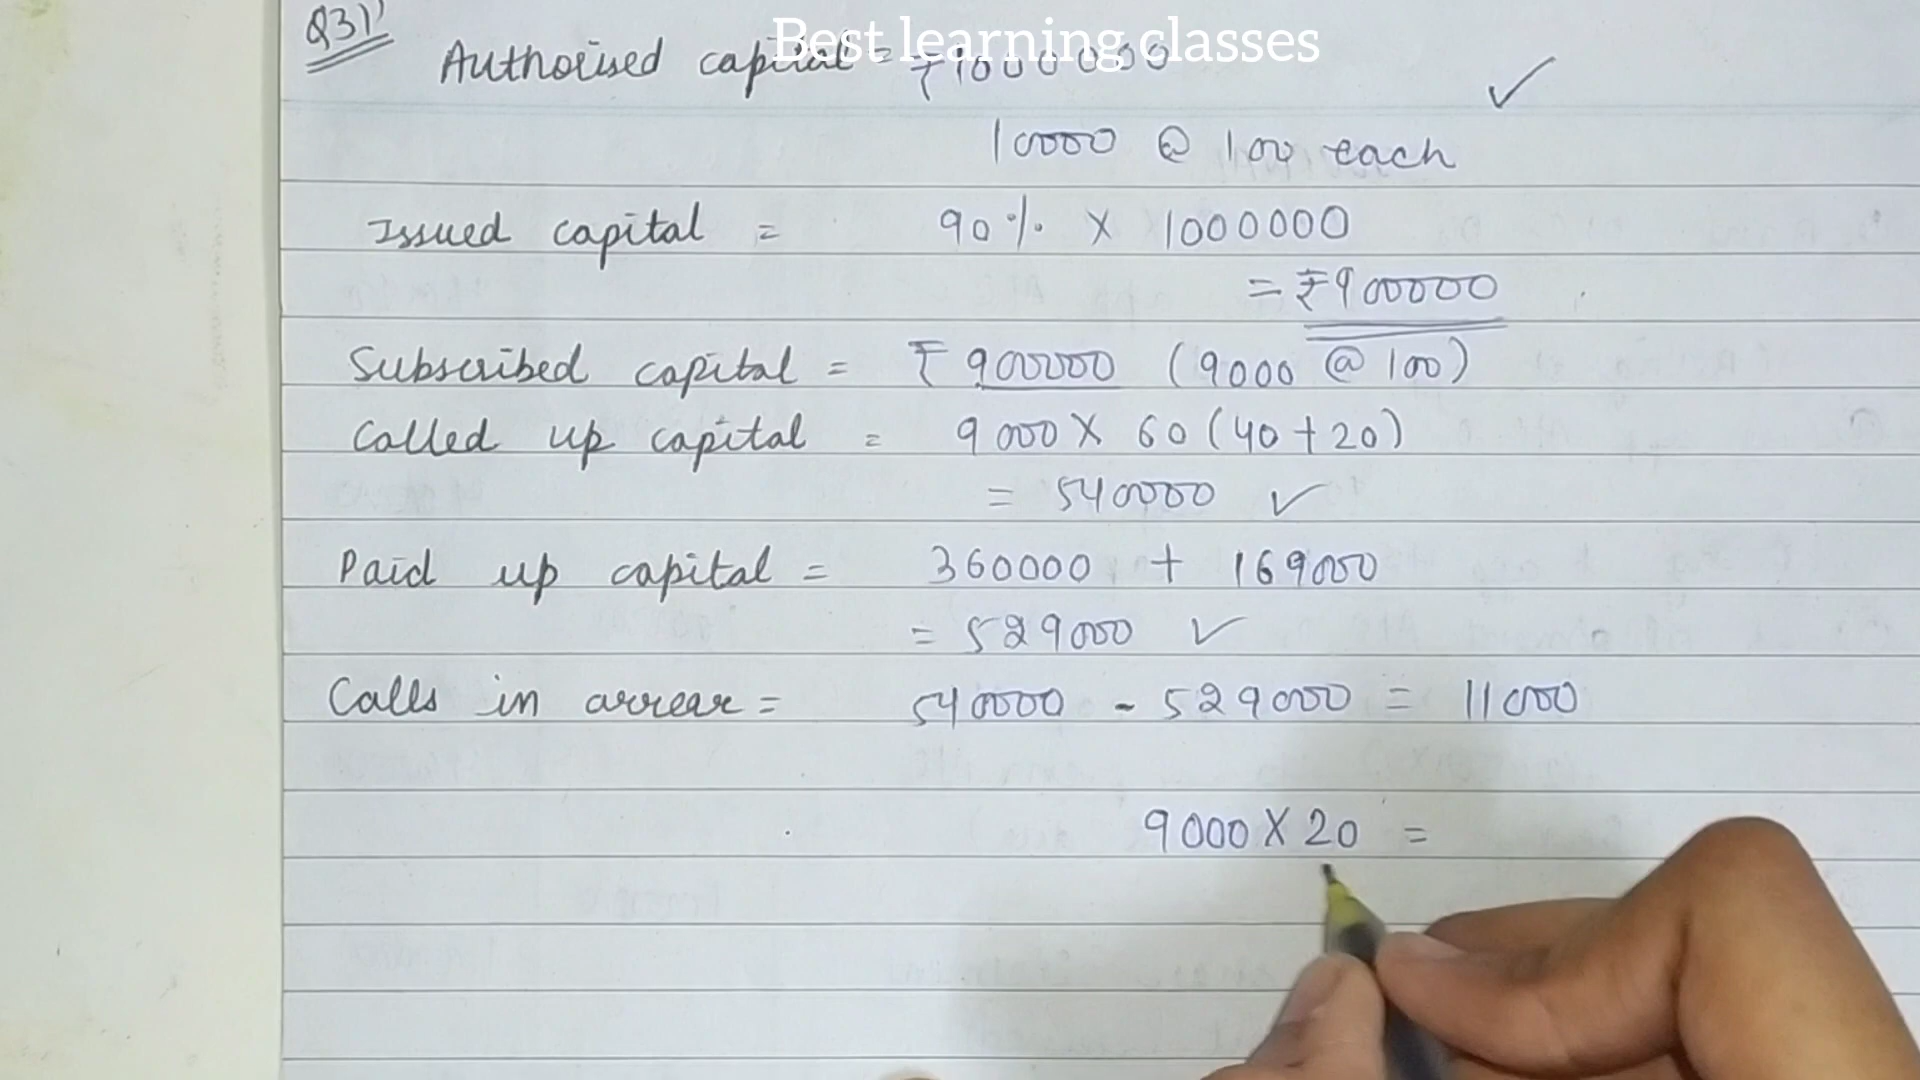 Q31)
Best learning classes
Authorised capital = ₹1000000
10000 @ 100 each
Issued capital = 90% X 1000000
= ₹900000
Subscribed capital = ₹900000 (9000 @ 100)
Called up capital = 9000 X 60 (40+20)
= 540000 ✓
Paid up capital = 360000 + 169000
= 529000 ✓
Calls in arrear = 540000 - 529000 = 11000
9000 X 20 =